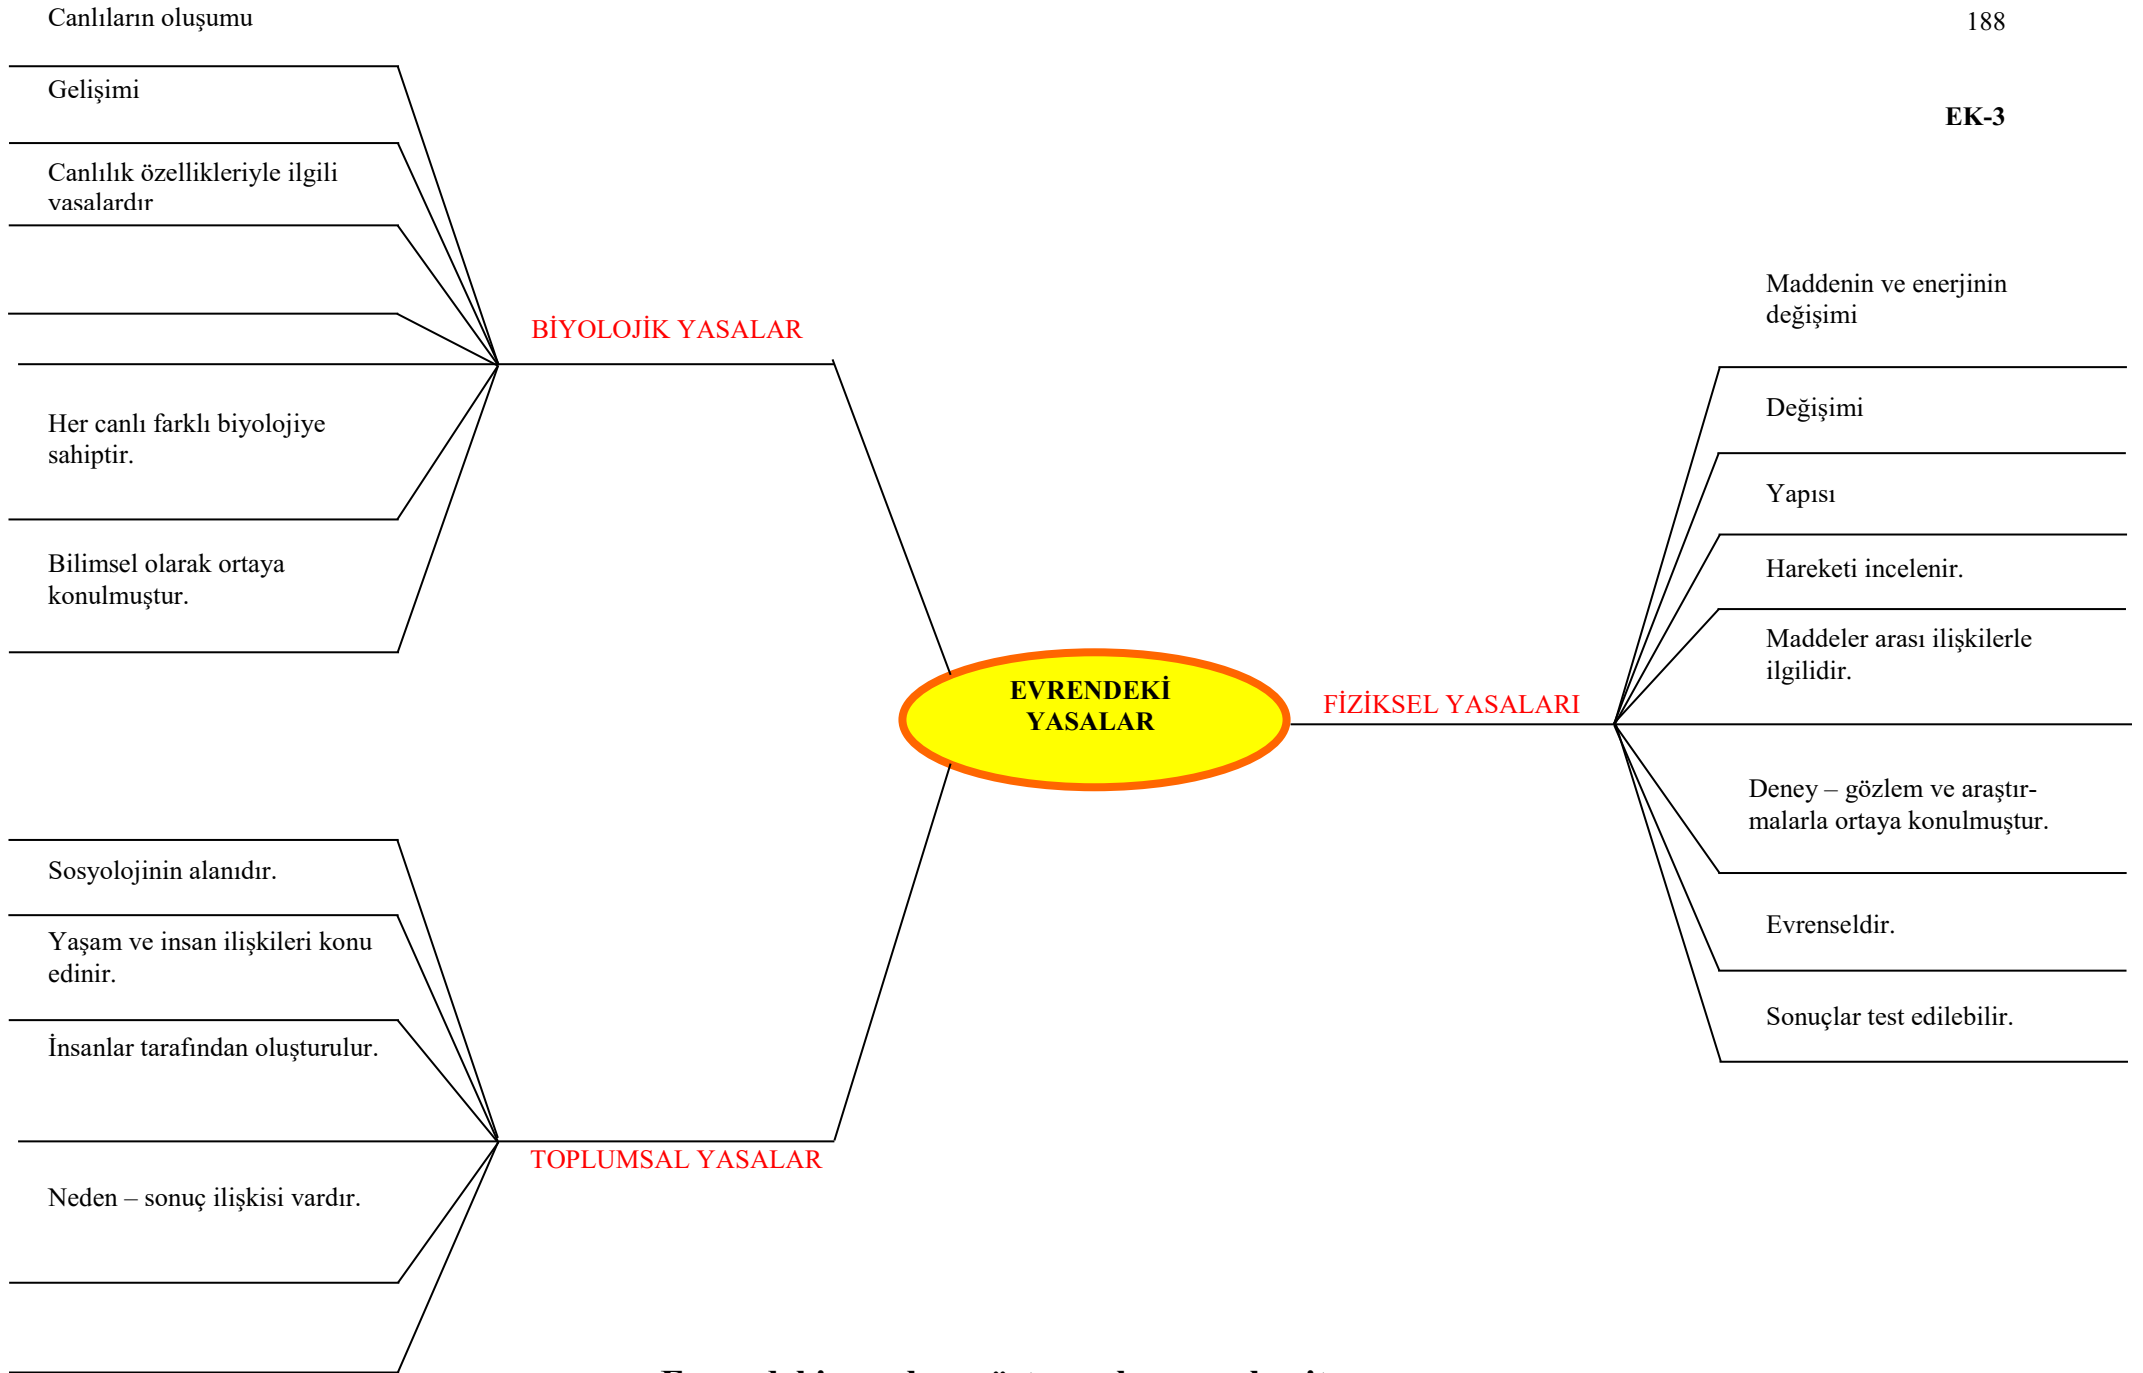 188
EK-3
Canlıların oluşumu
Gelişimi
Canlılık özellikleriyle ilgili
yasalardır
Her canlı farklı biyolojiye
sahiptir.
Bilimsel olarak ortaya
konulmuştur.
BİYOLOJİK YASALAR
EVRENDEKİ
YASALAR
FİZİKSEL YASALARI
Maddenin ve enerjinin
değişimi
Değişimi
Yapısı
Hareketi incelenir.
Maddeler arası ilişkilerle
ilgilidir.
Deney – gözlem ve araştır-
malarla ortaya konulmuştur.
Evrenseldir.
Sonuçlar test edilebilir.
Sosyolojinin alanıdır.
Yaşam ve insan ilişkileri konu
edinir.
İnsanlar tarafından oluşturulur.
Neden – sonuç ilişkisi vardır.
TOPLUMSAL YASALAR